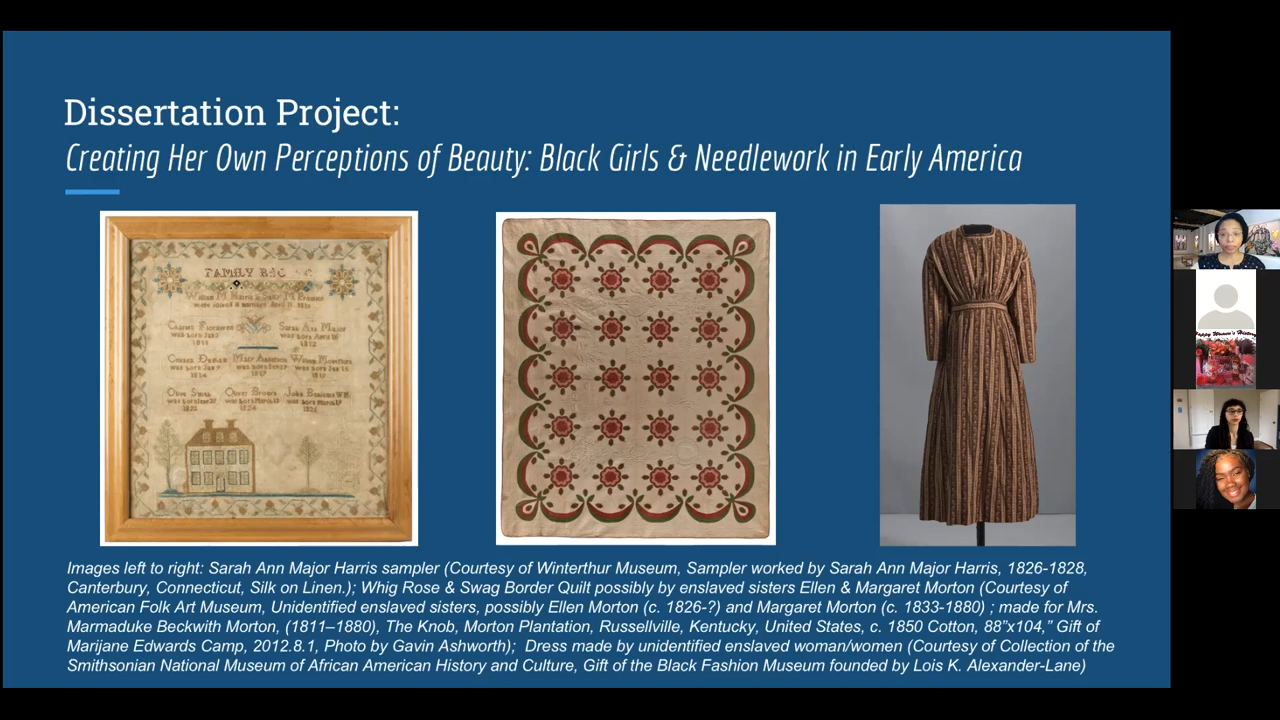 Dissertation Project:
Creating Her Own Perceptions of Beauty: Black Girls & Needlework in Early America
FAMILY
Images left to right: Sarah Ann Major Harris sampler (Courtesy of Winterthur Museum, Sampler worked by Sarah Ann Major Harris, 1826-1828,
Canterbury, Connecticut, Silk on Linen.); Whig Rose & Swag Border Quilt possibly by enslaved sisters Ellen & Margaret Morton (Courtesy of
American Folk Art Museum, Unidentified enslaved sisters, possibly Ellen Morton (c. 1826-?) and Margaret Morton (c. 1833-1880) ; made for Mrs.
Marmaduke Beckwith Morton, (1811–1880), The Knob, Morton Plantation, Russellville, Kentucky, United States, c. 1850 Cotton, 88”x104,” Gift of
Marijane Edwards Camp, 2012.8.1, Photo by Gavin Ashworth);  Dress made by unidentified enslaved woman/women (Courtesy of Collection of the
Smithsonian National Museum of African American History and Culture, Gift of the Black Fashion Museum founded by Lois K. Alexander-Lane)